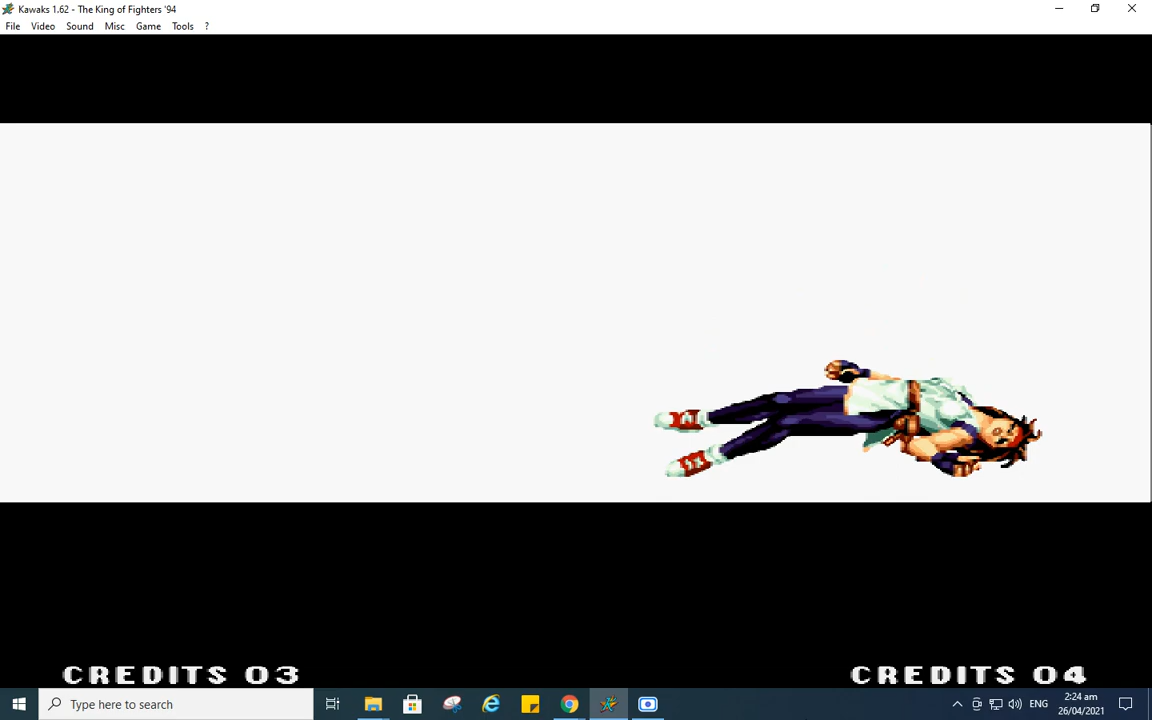 Kawaks 1.62 - The King of Fighters '94
File Video Sound Misc Game Tools ?
CREDITS 03 CREDITS 04
Type here to search
ENG
2:24 am
26/04/2021